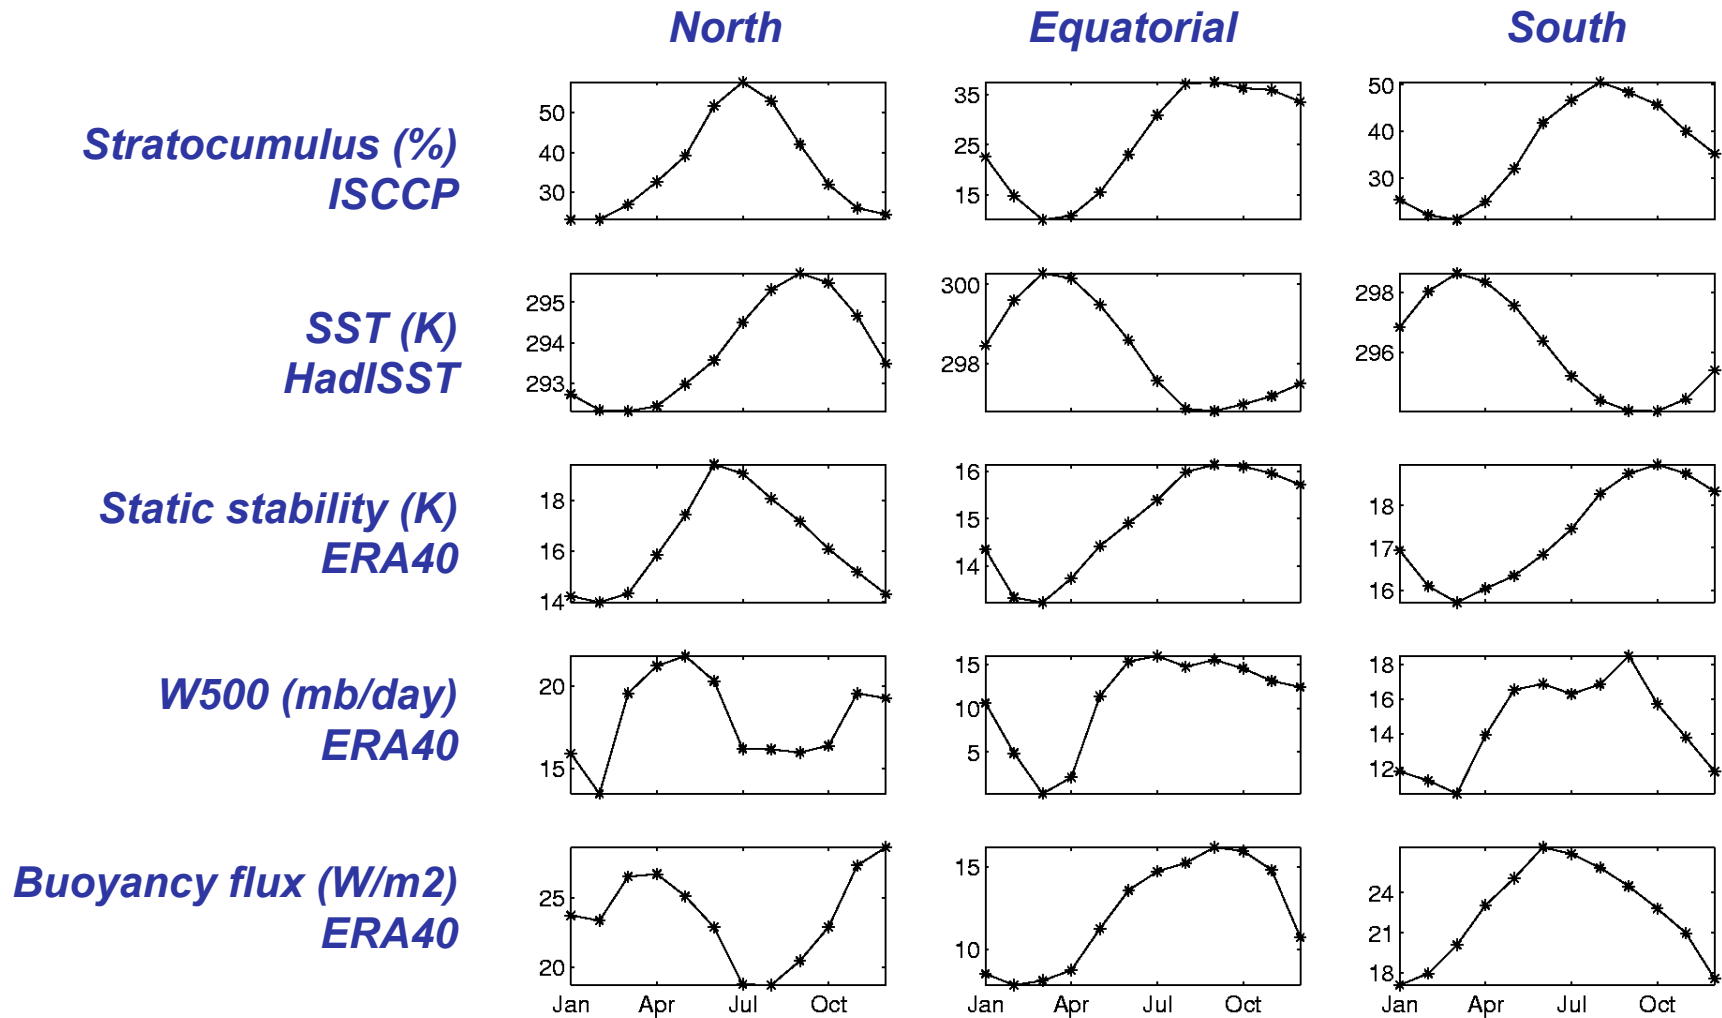 North Equatorial South
Stratocumulus (%)
ISCCP
50 40 30
35 25 15
50 40 30
SST (K)
HadISST
295 294 293
300 298
298 296
Static stability (K)
ERA40
18 16 14
16 15 14
18 17 16
W500 (mb/day)
ERA40
20 15
15 10 5
18 16 14 12
Buoyancy flux (W/m2)
ERA40
25 20
15 10
24 21 18
Jan Apr Jul Oct Jan Apr Jul Oct Jan Apr Jul Oct